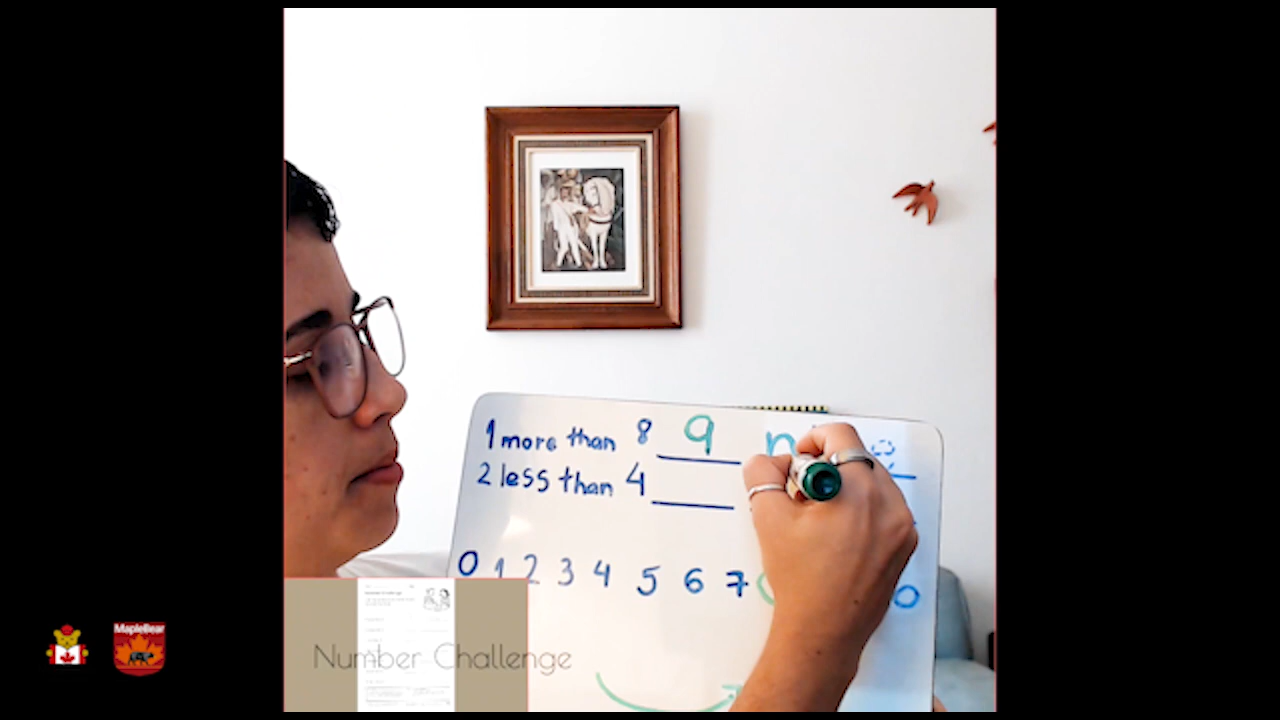 1 more than 8 9 n
2 less than 4
0 1 2 3 4 5 6 7 0
Number Challenge
MapleBear